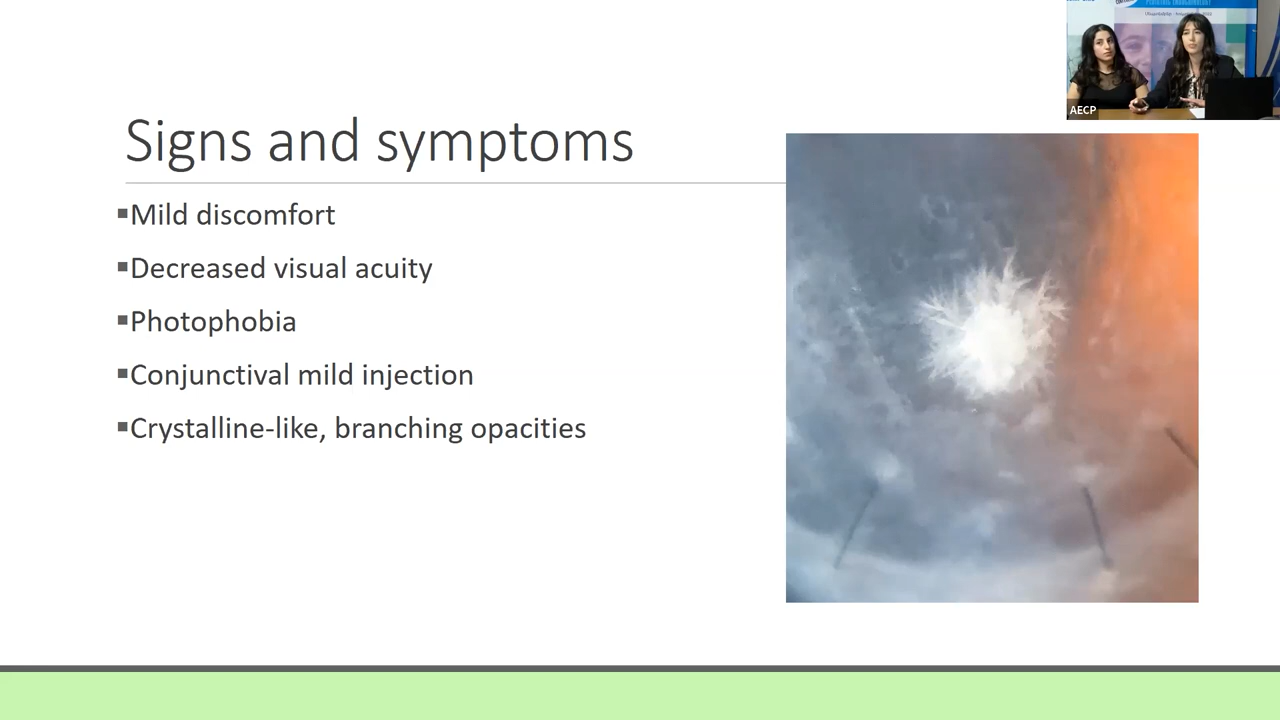 Signs and symptoms
▪Mild discomfort
▪Decreased visual acuity
▪Photophobia
▪Conjunctival mild injection
▪Crystalline-like, branching opacities
AECP